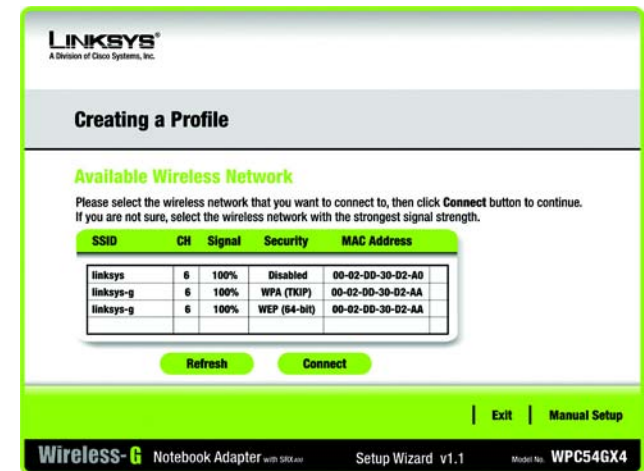 LINKSYS®
A Division of Cisco Systems, Inc.
Creating a Profile
Available Wireless Network
Please select the wireless network that you want to connect to, then click Connect button to continue.
If you are not sure, select the wireless network with the strongest signal strength.
SSID CH Signal Security MAC Address
linksys 6 100% Disabled 00-02-DD-30-D2-A0
linksys-g 6 100% WPA (TKIP) 00-02-DD-30-D2-AA
linksys-g 6 100% WEP (64-bit) 00-02-DD-30-D2-AA
Refresh Connect
Exit Manual Setup
Wireless-G Notebook Adapter with SRX400 Setup Wizard v1.1 Model No. WPC54GX4